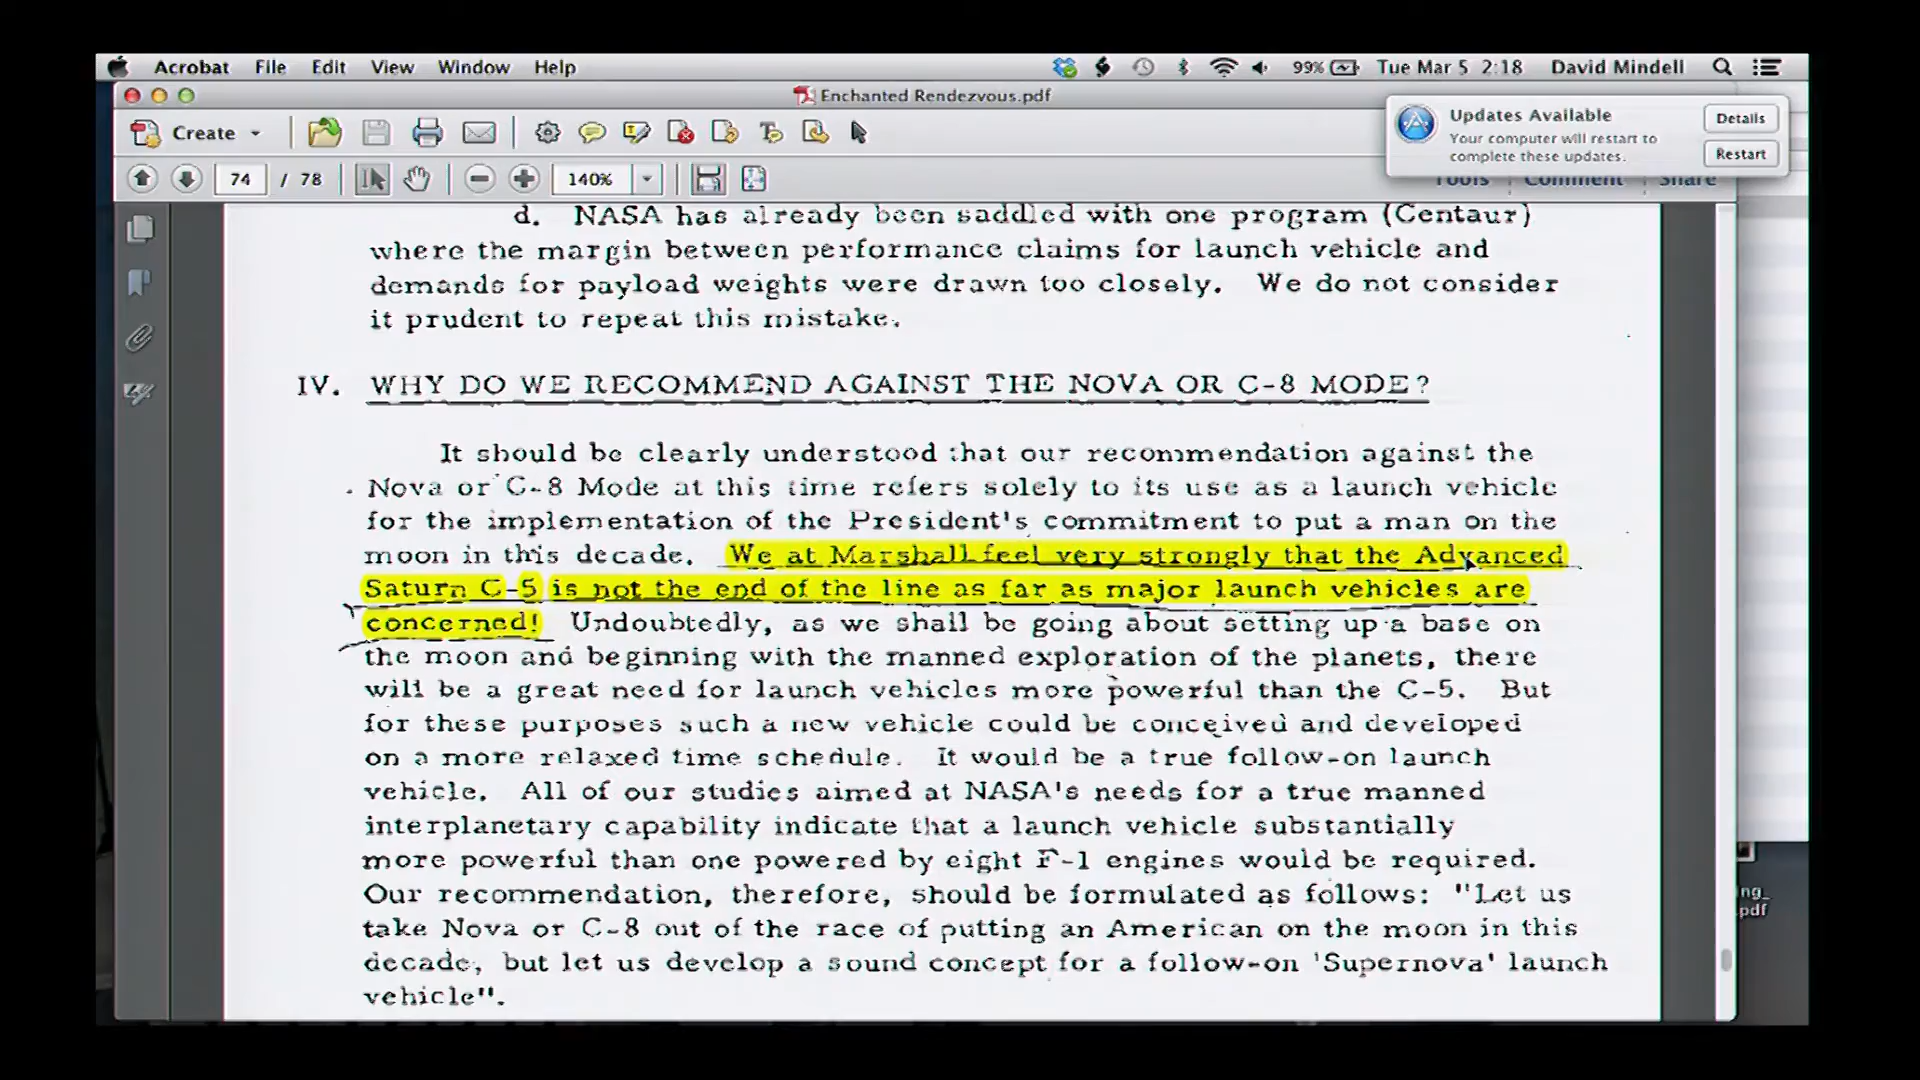 Acrobat File Edit View Window Help 99% Tue Mar 5 2:18 David Mindell
Enchanted Rendezvous.pdf
Updates Available
Your computer will restart to
complete these updates.
Details
Restart
Create
74 / 78 140% Tools Comment Share
d. NASA has already been saddled with one program (Centaur)
where the margin between performance claims for launch vehicle and
demands for payload weights were drawn too closely. We do not consider
it prudent to repeat this mistake.
IV. WHY DO WE RECOMMEND AGAINST THE NOVA OR C-8 MODE?
It should be clearly understood that our recommendation against the
Nova or C-8 Mode at this time refers solely to its use as a launch vehicle
for the implementation of the President's commitment to put a man on the
moon in this decade. We at Marshall feel very strongly that the Advanced
Saturn C-5 is not the end of the line as far as major launch vehicles are
concerned! Undoubtedly, as we shall be going about setting up a base on
the moon and beginning with the manned exploration of the planets, there
will be a great need for launch vehicles more powerful than the C-5. But
for these purposes such a new vehicle could be conceived and developed
on a more relaxed time schedule. It would be a true follow-on launch
vehicle. All of our studies aimed at NASA's needs for a true manned
interplanetary capability indicate that a launch vehicle substantially
more powerful than one powered by eight F-1 engines would be required.
Our recommendation, therefore, should be formulated as follows: "Let us
take Nova or C-8 out of the race of putting an American on the moon in this
decade, but let us develop a sound concept for a follow-on 'Supernova' launch
vehicle".
ng_
.pdf